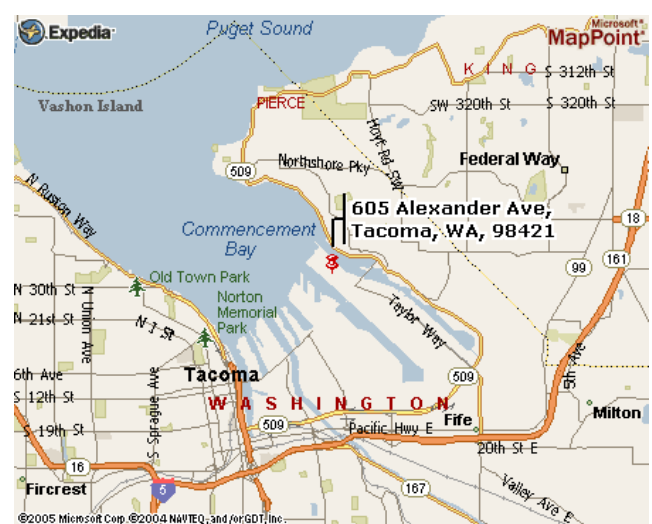 Expedia
Puget Sound
Microsoft®
MapPoint®
KING
S 312th St
Vashon Island
PIERCE
SW 320th St
S 320th St
Hoyt Rd SW
Northshore Pky
Federal Way
509
N Ruston Way
605 Alexander Ave,
Tacoma, WA, 98421
18
Commencement
Bay
161
99
Old Town Park
N 30th St
N Union Ave
Norton
Memorial
Park
N 21st St
N I St
Taylor Way
5th Ave
6th Ave
Tacoma
509
S 12th St
WASHINGTON
S Sprague Ave
Milton
Fife
S 19th St
509
Pacific Hwy E
20th St E
16
Fircrest
5
167
Valley Ave E
©2005 Microsoft Corp. ©2004 NAVTEQ, and/or GDT, Inc.